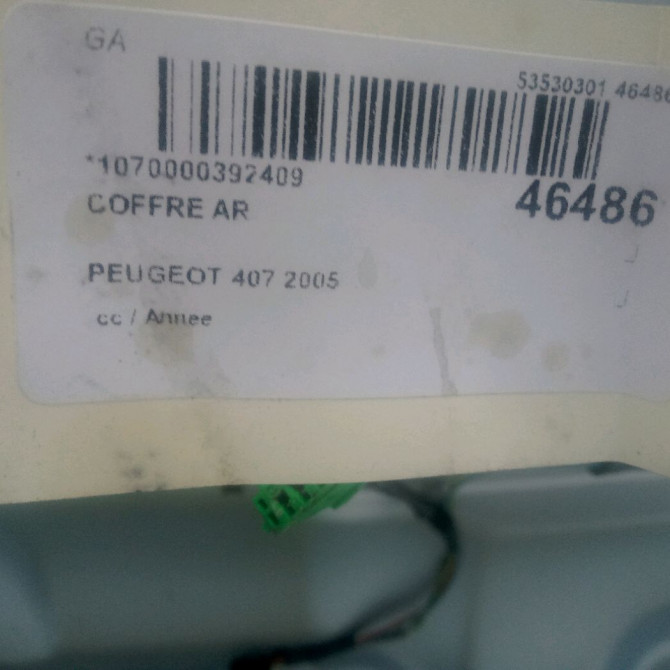 GA
53530301 46486
*1070000392409
46486
COFFRE AR
PEUGEOT 407 2005
cc / Annee